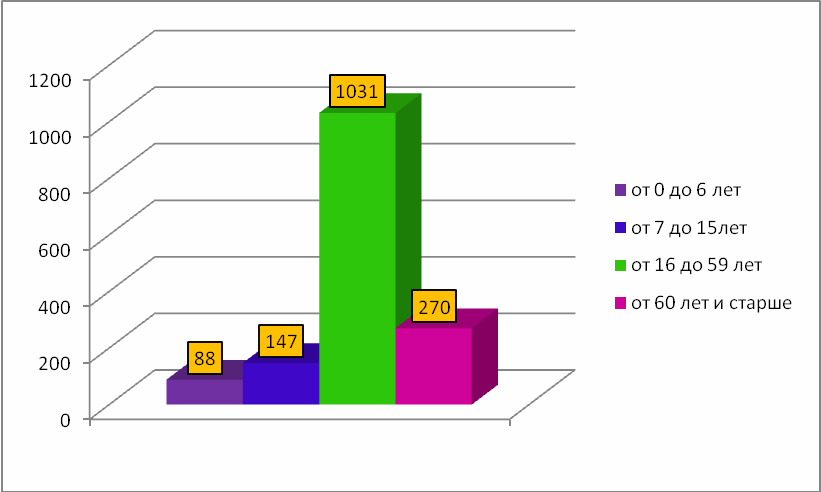 1200
1000
800
600
400
200
0
88
147
1031
270
от 0 до 6 лет
от 7 до 15лет
от 16 до 59 лет
от 60 лет и старше